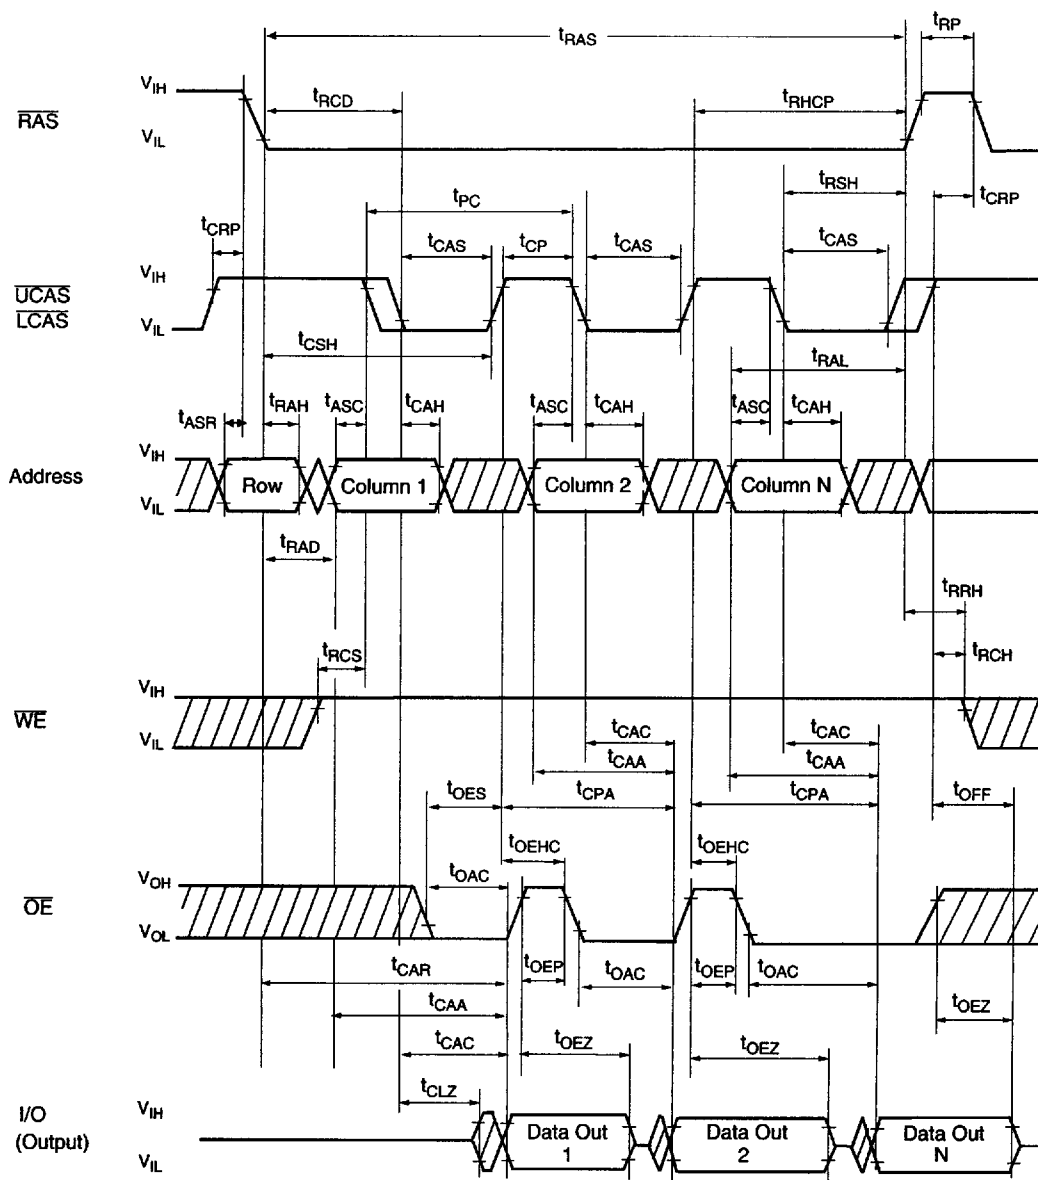 tRP
tRAS
VIH
tRCD
tRHCP
RAS
VIL
tRSH
tPC
tCRP
tCRP
tCAS
tCP
tCAS
tCAS
VIH
UCAS
LCAS
VIL
tCSH
tRAL
tASR
tRAH
tASC
tCAH
tASC
tCAH
tASC
tCAH
VIH
Address
Row
Column 1
Column 2
Column N
VIL
tRAD
tRRH
tRCS
tRCH
VIH
WE
VIL
tCAC
tCAC
tCAA
tCAA
tOES
tCPA
tCPA
tOFF
tOEHC
tOEHC
VOH
tOAC
OE
VOL
tOEP
tOAC
tOEP
tOAC
tCAR
tCAA
tOEZ
tCAC
tOEZ
tOEZ
tCLZ
I/O
(Output)
VIH
VIL
Data Out
1
Data Out
2
Data Out
N